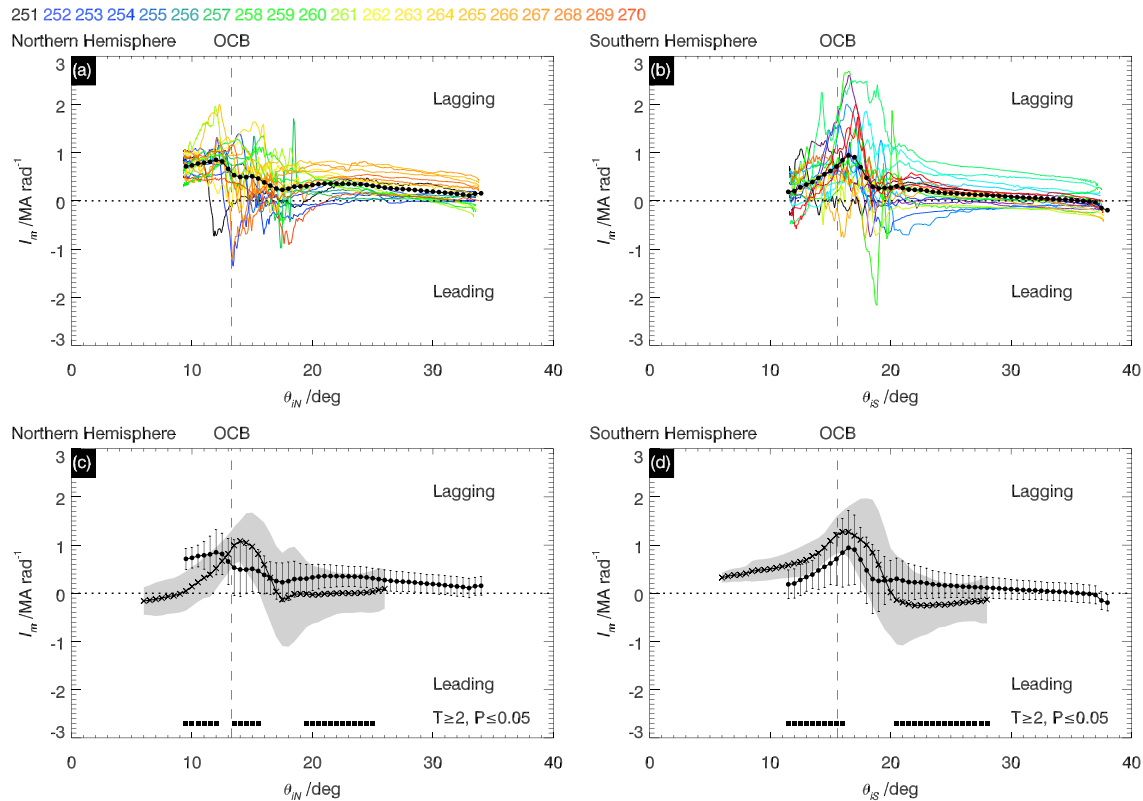 251 252 253 254 255 256 257 258 259 260 261 262 263 264 265 266 267 268 269 270
Northern Hemisphere OCB
Southern Hemisphere OCB
(a)
(b)
3
2
1
0
-1
-2
-3
Lagging
Leading
I_m /MA rad⁻¹
0 10 20 30 40
θ_iN /deg
3
2
1
0
-1
-2
-3
Lagging
Leading
I_m /MA rad⁻¹
0 10 20 30 40
θ_iS /deg
Northern Hemisphere OCB
Southern Hemisphere OCB
(c)
(d)
3
2
1
0
-1
-2
-3
Lagging
Leading
T≥2, P≤0.05
I_m /MA rad⁻¹
0 10 20 30 40
θ_iN /deg
3
2
1
0
-1
-2
-3
Lagging
Leading
T≥2, P≤0.05
I_m /MA rad⁻¹
0 10 20 30 40
θ_iS /deg